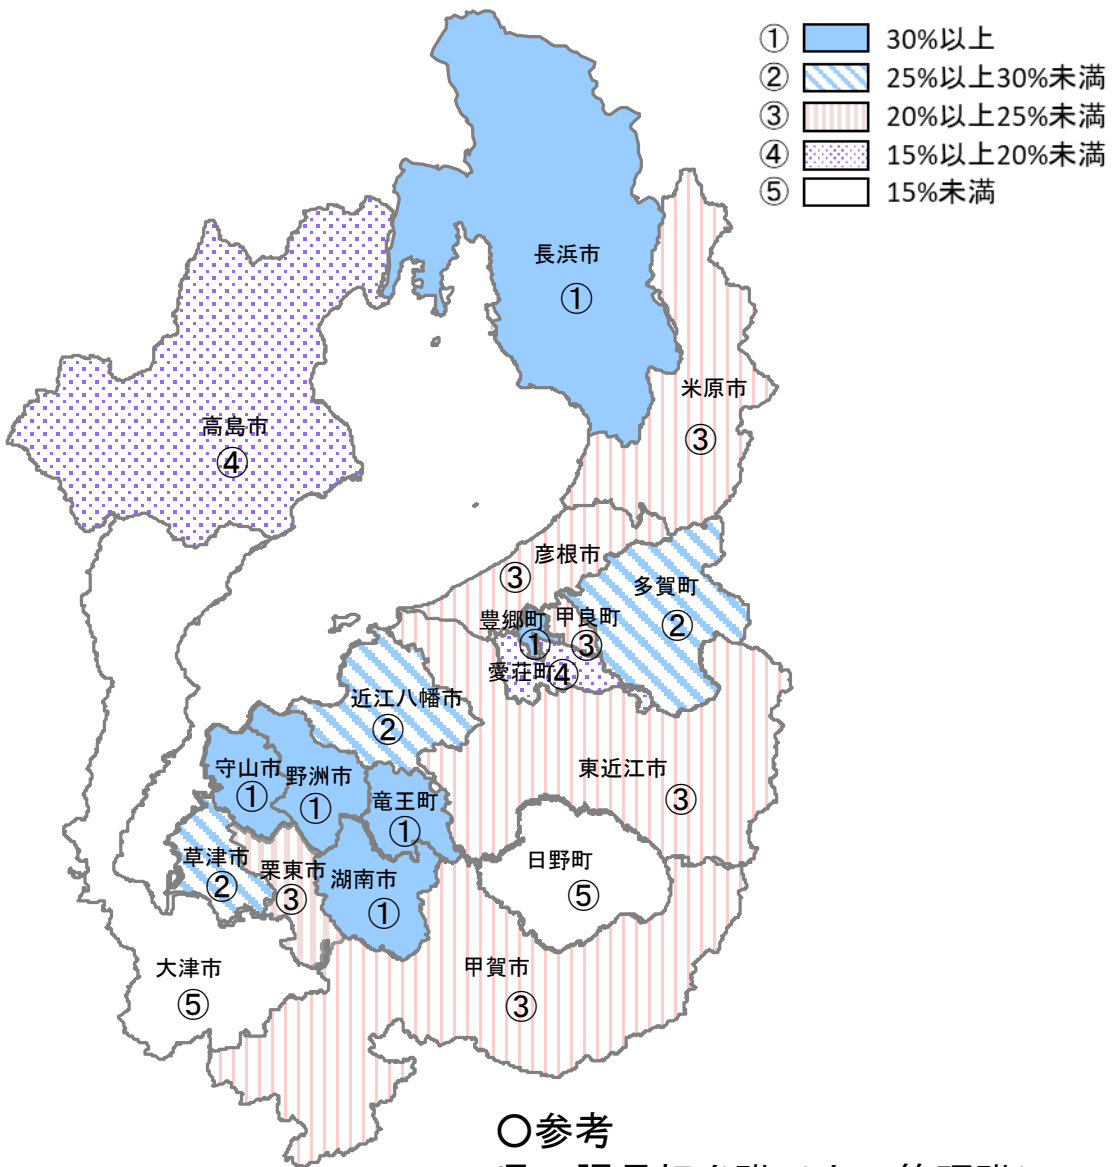 ① 30%以上
② 25%以上30%未満
③ 20%以上25%未満
④ 15%以上20%未満
⑤ 15%未満
長浜市
①
米原市
③
高島市
④
彦根市
③
多賀町
②
豊郷町
①
甲良町
③
愛荘町
④
近江八幡市
②
東近江市
③
守山市
①
野洲市
①
竜王町
①
日野町
⑤
草津市
②
栗東市
③
湖南市
①
大津市
⑤
甲賀市
③
〇参考